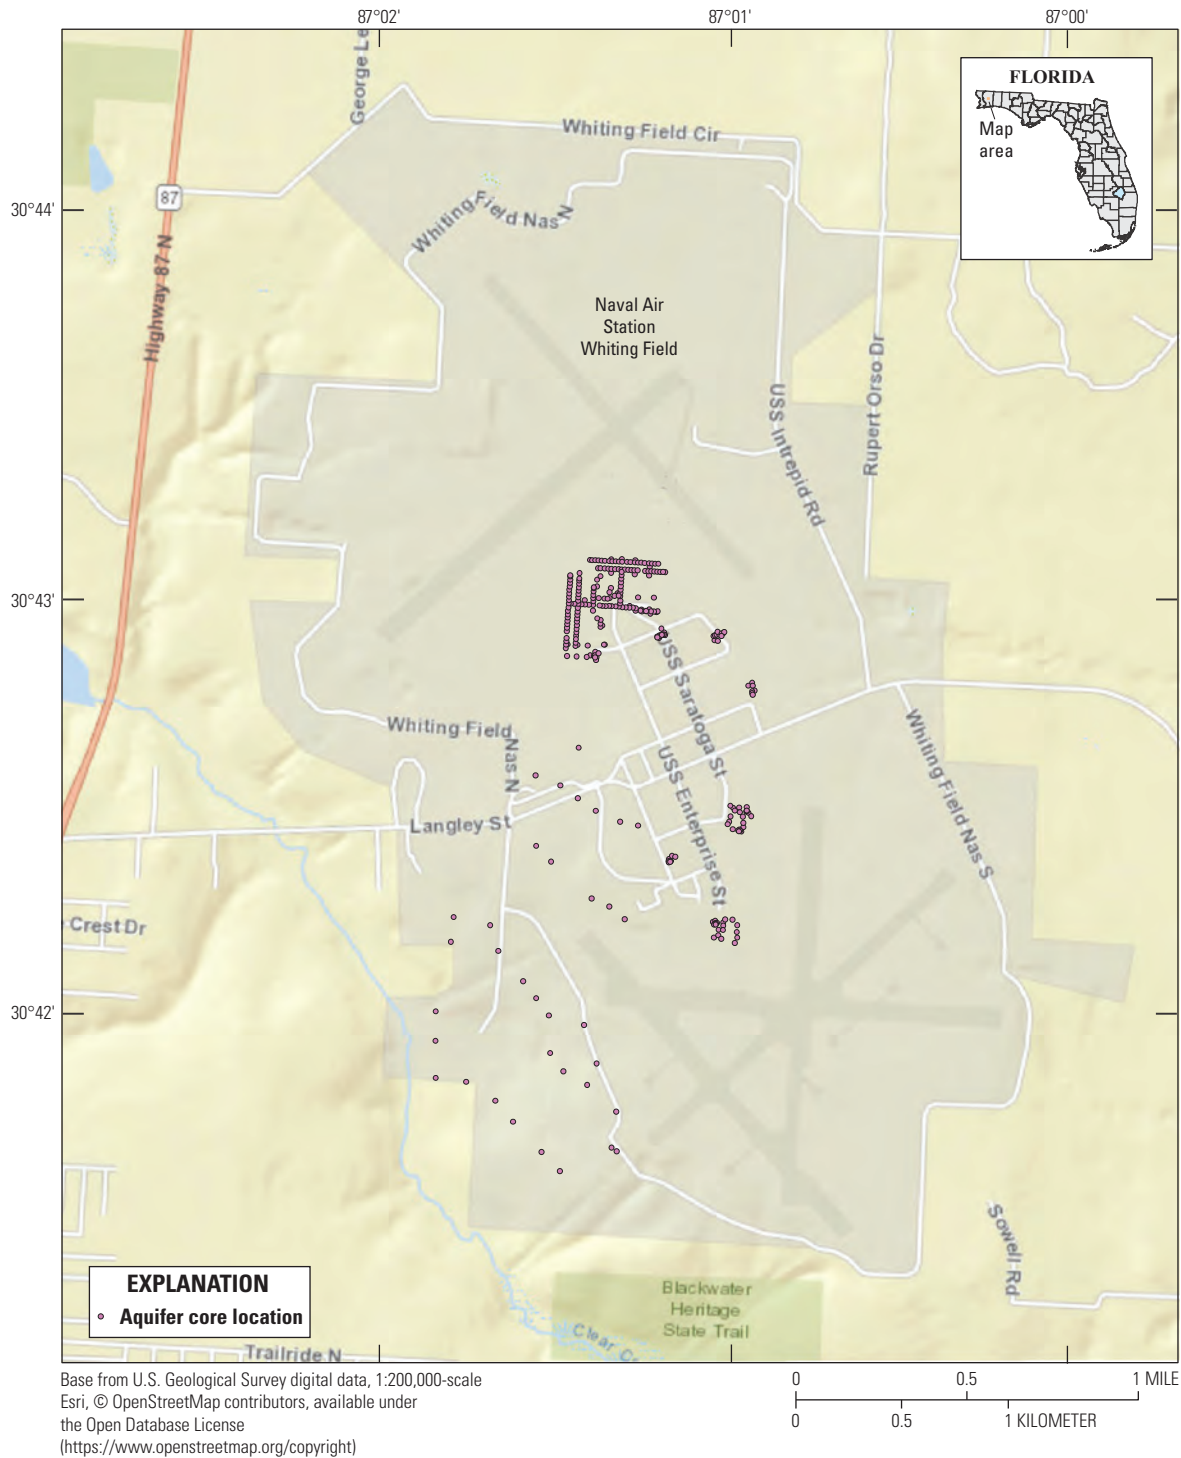 87°02'
87°01'
87°00'
George Le
FLORIDA
Map
area
Whiting Field Cir
87
30°44'
Whiting Field Nas N
Highway 87 N
Naval Air
Station
Whiting Field
Rupert Orso Dr
USS Intrepid Rd
30°43'
USS Saratoga St
Whiting Field
Nas N
Whiting Field Nas S
USS Enterprise St
Langley St
Crest Dr
30°42'
Sowell Rd
EXPLANATION
Aquifer core location
Blackwater
Heritage
State Trail
Clear Cr
Trailride N
Base from U.S. Geological Survey digital data, 1:200,000-scale
Esri, © OpenStreetMap contributors, available under
the Open Database License
(https://www.openstreetmap.org/copyright)
0 0.5 1 MILE
0 0.5 1 KILOMETER